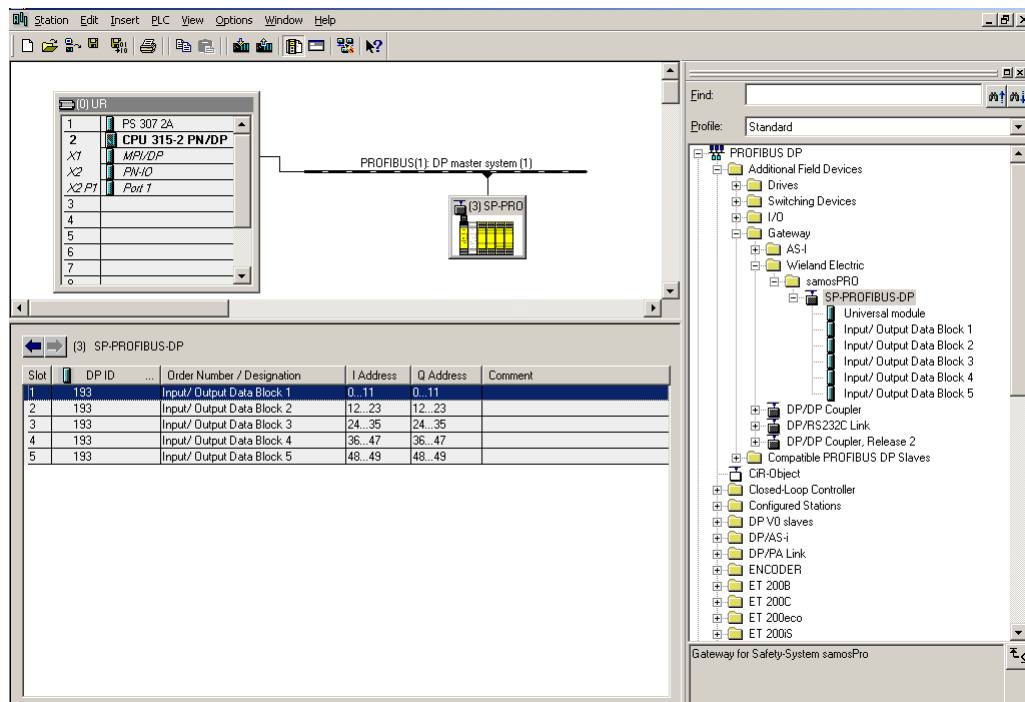 Station Edit Insert PLC View Options Window Help
(0) UR
1 PS 307 2A
2 CPU 315-2 PN/DP
X1 MPI/DP
X2 PN-IO
X2 P1 Port 1
3
4
5
6
7
PROFIBUS(1): DP master system (1)
(3) SP-PRO
(3) SP-PROFIBUS-DP
Slot DP ID ... Order Number / Designation I Address Q Address Comment
1 193 Input/ Output Data Block 1 0...11 0...11
2 193 Input/ Output Data Block 2 12...23 12...23
3 193 Input/ Output Data Block 3 24...35 24...35
4 193 Input/ Output Data Block 4 36...47 36...47
5 193 Input/ Output Data Block 5 48...49 48...49
Find:
Profile: Standard
PROFIBUS DP
Additional Field Devices
Drives
Switching Devices
I/O
Gateway
AS-I
Wieland Electric
samosPRO
SP-PROFIBUS-DP
Universal module
Input/ Output Data Block 1
Input/ Output Data Block 2
Input/ Output Data Block 3
Input/ Output Data Block 4
Input/ Output Data Block 5
DP/DP Coupler
DP/RS232C Link
DP/DP Coupler, Release 2
Compatible PROFIBUS DP Slaves
CiR-Object
Closed-Loop Controller
Configured Stations
DP V0 slaves
DP/AS-i
DP/PA Link
ENCODER
ET 200B
ET 200C
ET 200eco
ET 200iS
Gateway for Safety-System samosPro